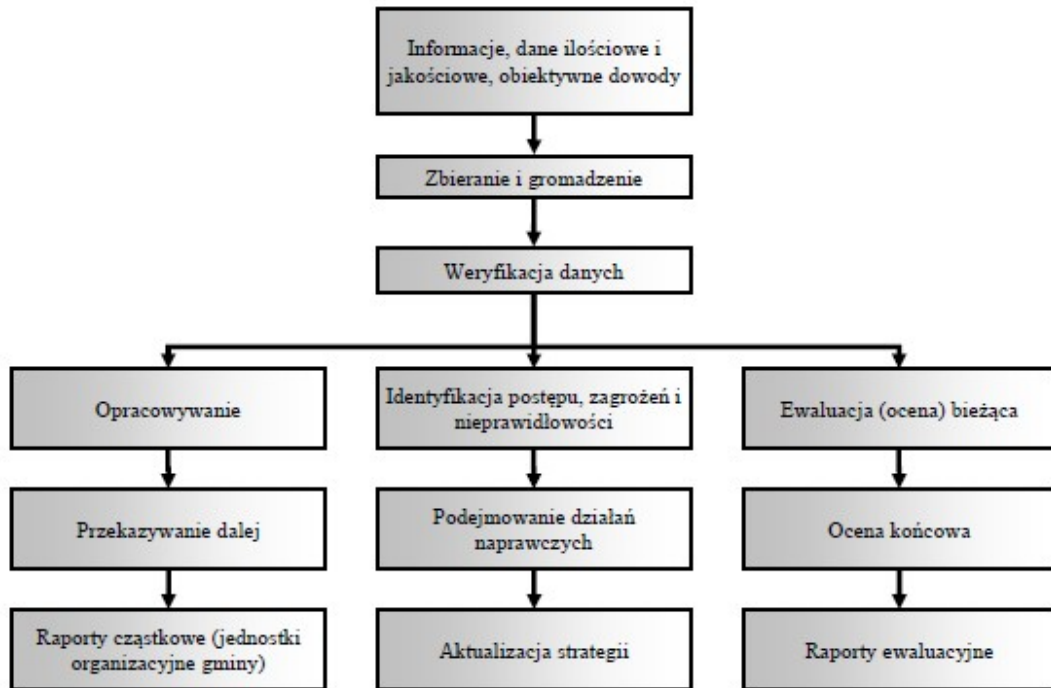 Informacje, dane ilościowe i
jakościowe, obiektywne dowody
Zbieranie i gromadzenie
Weryfikacja danych
Opracowywanie
Identyfikacja postępu, zagrożeń i
nieprawidłowości
Ewaluacja (ocena) bieżąca
Przekazywanie dalej
Podejmowanie działań
naprawczych
Ocena końcowa
Raporty cząstkowe (jednostki
organizacyjne gminy)
Aktualizacja strategii
Raporty ewaluacyjne